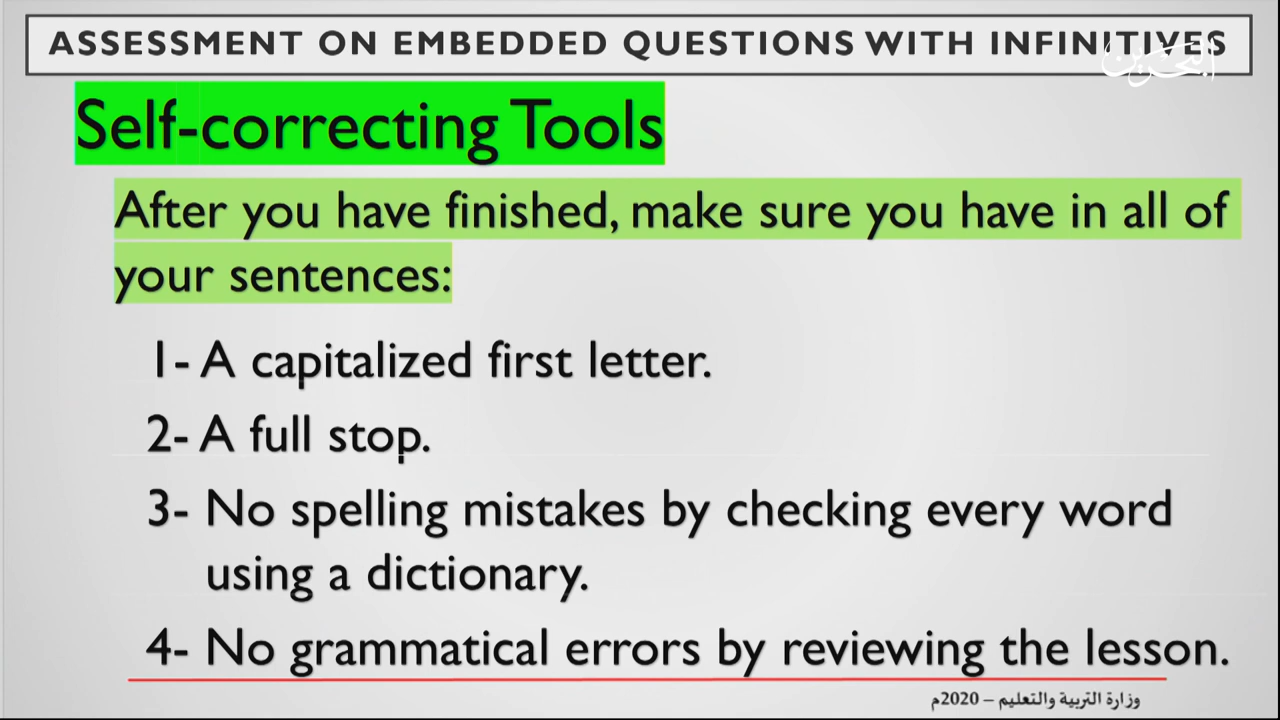 ASSESSMENT ON EMBEDDED QUESTIONS WITH INFINITIVES
البحرين
Self-correcting Tools
After you have finished, make sure you have in all of
your sentences:
1- A capitalized first letter.
2- A full stop.
3- No spelling mistakes by checking every word
using a dictionary.
4- No grammatical errors by reviewing the lesson.
وزارة التربية والتعليم – 2020م